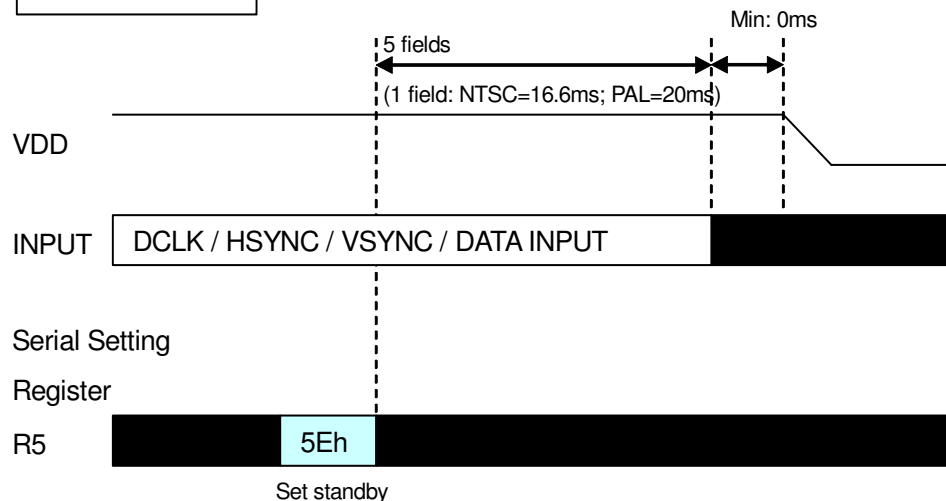 Min: 0ms
5 fields
(1 field: NTSC=16.6ms; PAL=20ms)
VDD
INPUT DCLK / HSYNC / VSYNC / DATA INPUT
Serial Setting
Register
R5 5Eh
Set standby